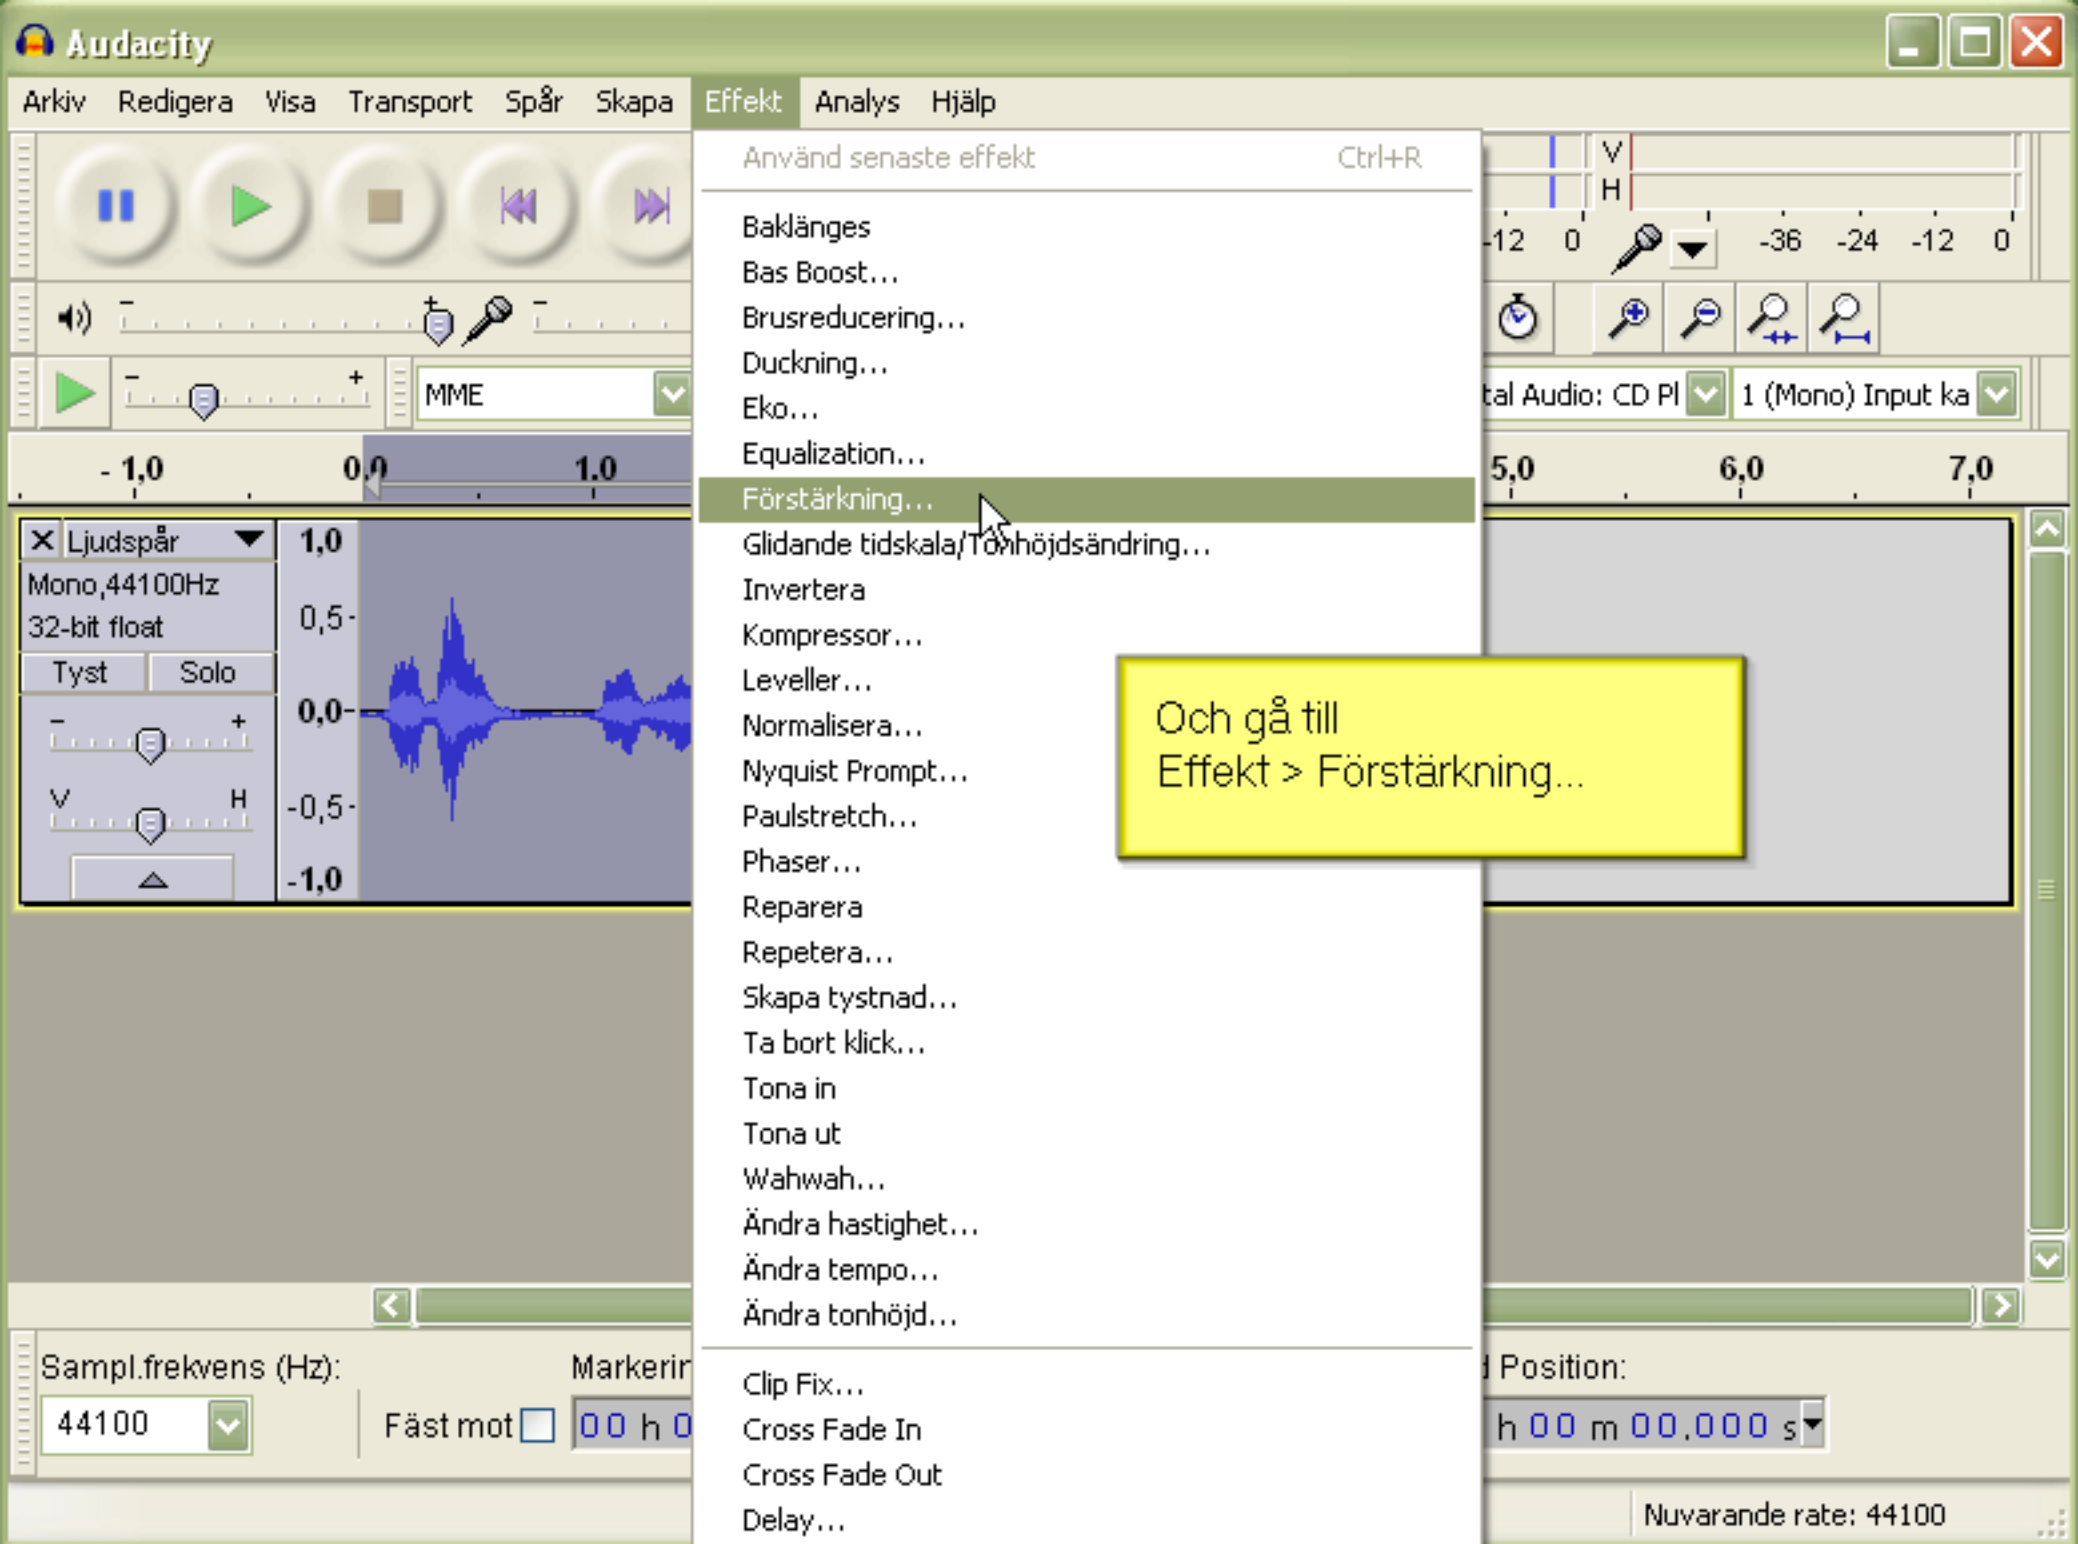 Audacity
Arkiv Redigera Visa Transport Spår Skapa Effekt Analys Hjälp
Använd senaste effekt Ctrl+R
Baklänges
Bas Boost...
Brusreducering...
Duckning...
Eko...
Equalization...
Förstärkning...
Glidande tidskala/Tonhöjdsändring...
Invertera
Kompressor...
Leveller...
Normalisera...
Nyquist Prompt...
Paulstretch...
Phaser...
Reparera
Repetera...
Skapa tystnad...
Ta bort klick...
Tona in
Tona ut
Wahwah...
Ändra hastighet...
Ändra tempo...
Ändra tonhöjd...
Clip Fix...
Cross Fade In
Cross Fade Out
Delay...
V
H
-12 0 -36 -24 -12 0
- +
-
- + MME
tal Audio: CD Pl 1 (Mono) Input ka
- 1,0 0,0 1.0 5,0 6,0 7,0
X Ljudspår
Mono,44100Hz
32-bit float
Tyst Solo
- +
V H
1,0
0,5-
0,0-
-0,5-
-1,0
Och gå till
Effekt > Förstärkning...
Sampl.frekvens (Hz):
44100
Fäst mot
Markerin
00 h 0
Position:
h 00 m 00.000 s
Nuvarande rate: 44100